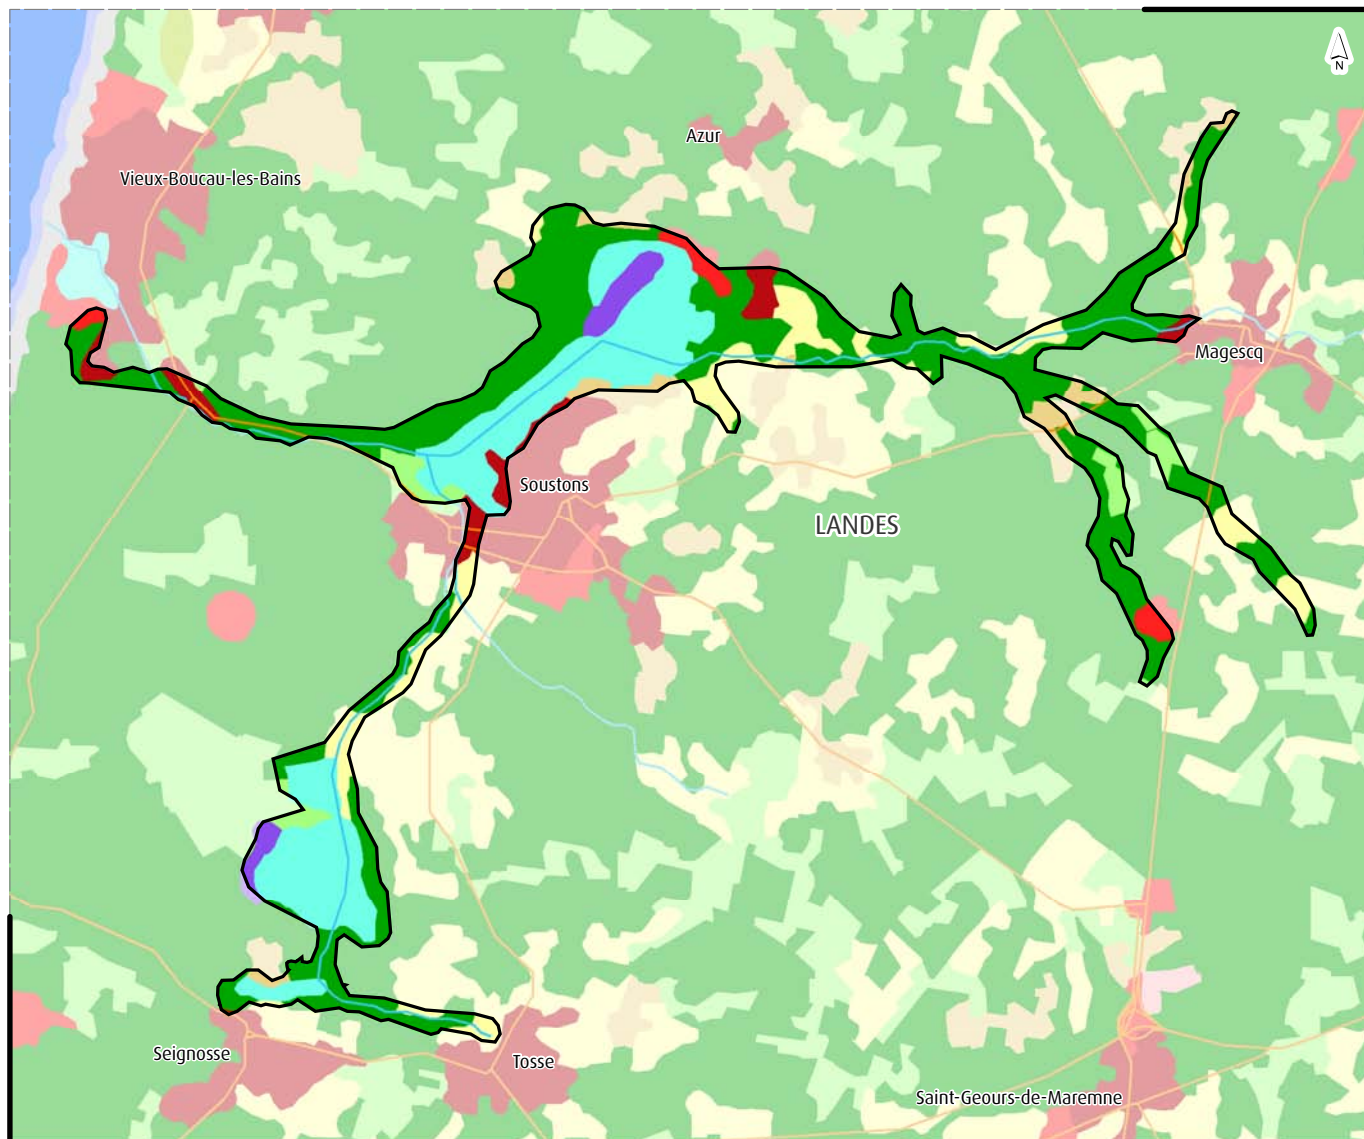 N
Azur
Vieux-Boucau-les-Bains
Magescq
Soustons
LANDES
Seignosse
Tosse
Saint-Geours-de-Maremne